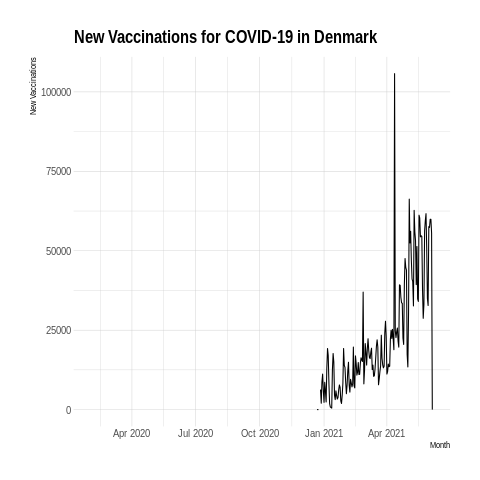 New Vaccinations for COVID-19 in Denmark
New Vaccinations
100000
75000
50000
25000
0
Apr 2020 Jul 2020 Oct 2020 Jan 2021 Apr 2021
Month